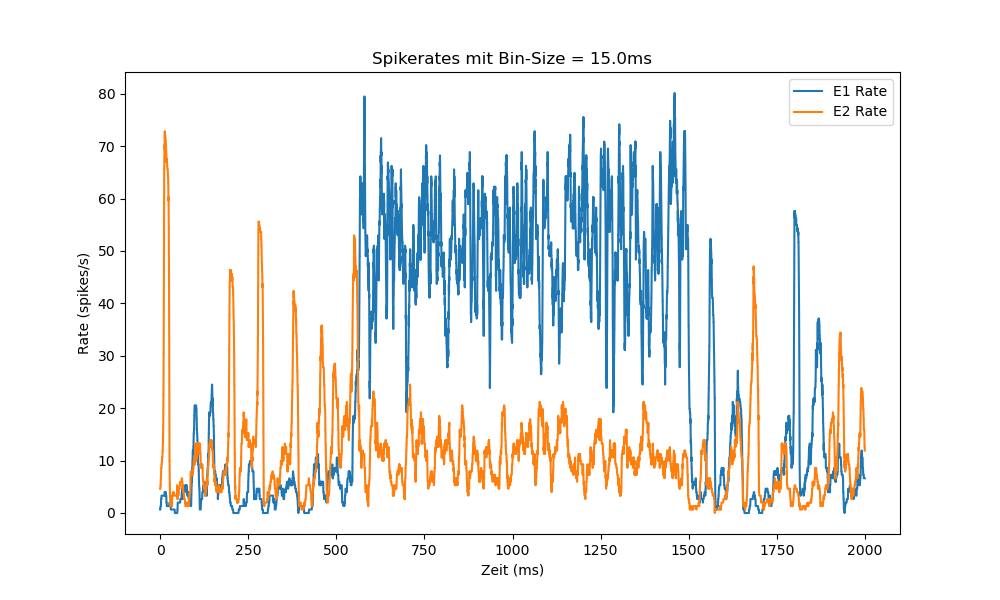 Spikerates mit Bin-Size = 15.0ms
E1 Rate
E2 Rate
80
70
60
50
40
30
20
10
0
Rate (spikes/s)
0 250 500 750 1000 1250 1500 1750 2000
Zeit (ms)